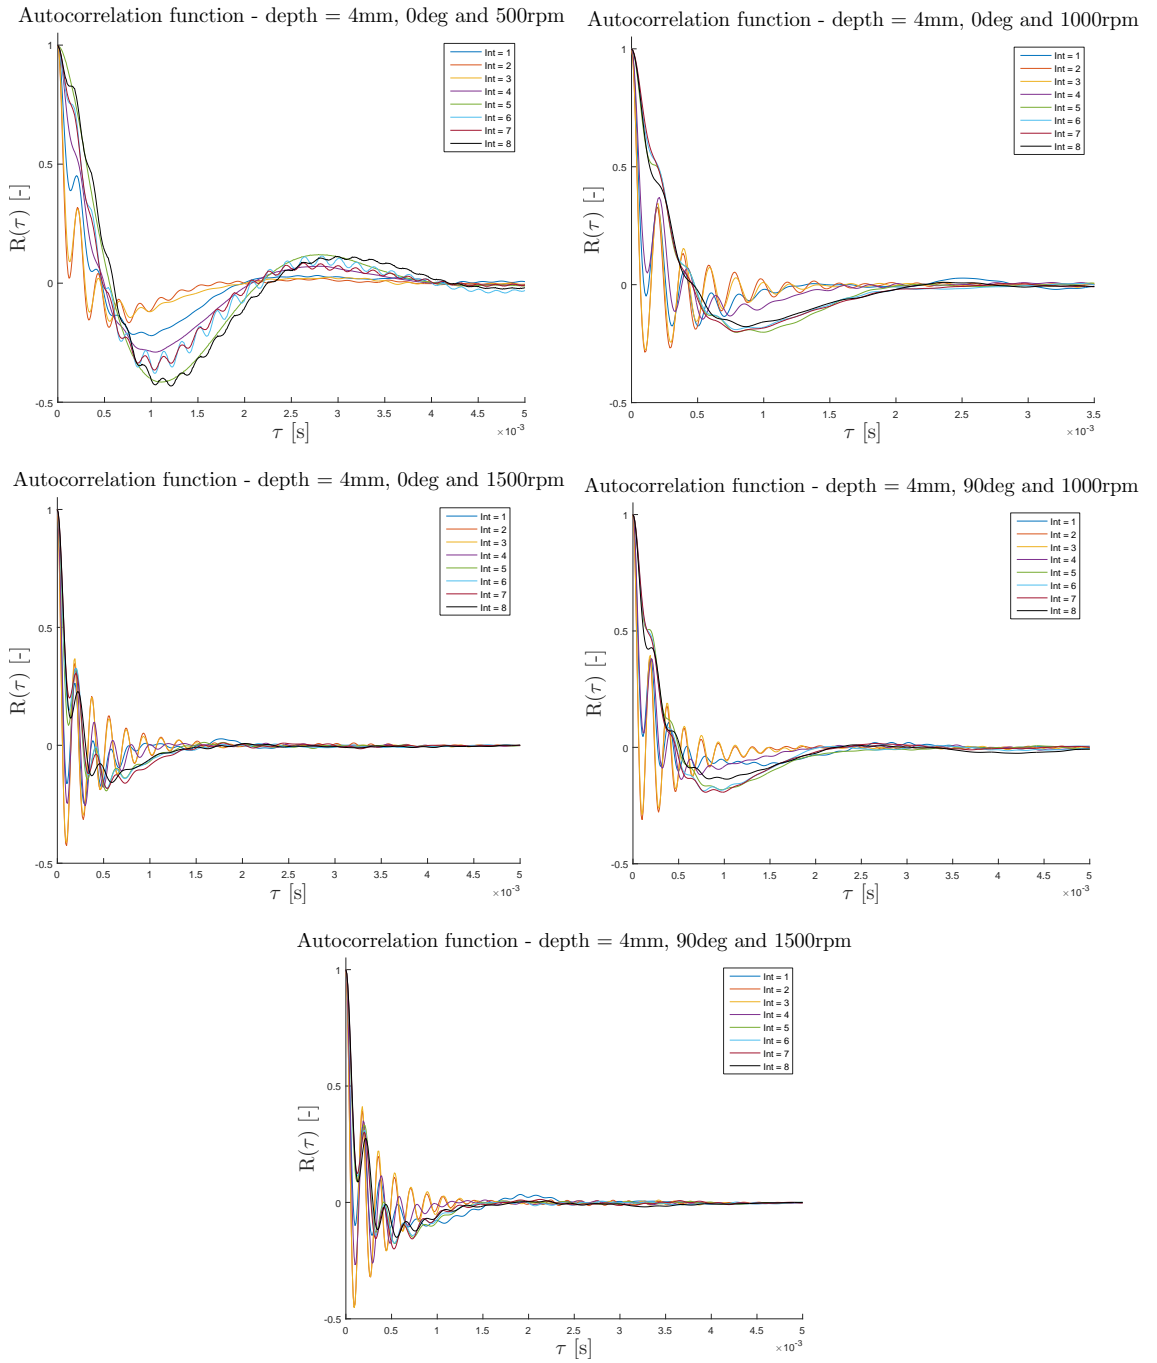 Autocorrelation function - depth = 4mm, 0deg and 500rpm
1
0.5
0
-0.5
R(τ) [-]
Int = 1
Int = 2
Int = 3
Int = 4
Int = 5
Int = 6
Int = 7
Int = 8
0 0.5 1 1.5 2 2.5 3 3.5 4 4.5 5
τ [s]
×10⁻³
Autocorrelation function - depth = 4mm, 0deg and 1000rpm
1
0.5
0
-0.5
R(τ) [-]
Int = 1
Int = 2
Int = 3
Int = 4
Int = 5
Int = 6
Int = 7
Int = 8
0 0.5 1 1.5 2 2.5 3 3.5
τ [s]
×10⁻³
Autocorrelation function - depth = 4mm, 0deg and 1500rpm
1
0.5
0
-0.5
R(τ) [-]
Int = 1
Int = 2
Int = 3
Int = 4
Int = 5
Int = 6
Int = 7
Int = 8
0 0.5 1 1.5 2 2.5 3 3.5 4 4.5 5
τ [s]
×10⁻³
Autocorrelation function - depth = 4mm, 90deg and 1000rpm
1
0.5
0
-0.5
R(τ) [-]
Int = 1
Int = 2
Int = 3
Int = 4
Int = 5
Int = 6
Int = 7
Int = 8
0 0.5 1 1.5 2 2.5 3 3.5 4 4.5 5
τ [s]
×10⁻³
Autocorrelation function - depth = 4mm, 90deg and 1500rpm
1
0.5
0
-0.5
R(τ) [-]
Int = 1
Int = 2
Int = 3
Int = 4
Int = 5
Int = 6
Int = 7
Int = 8
0 0.5 1 1.5 2 2.5 3 3.5 4 4.5 5
τ [s]
×10⁻³